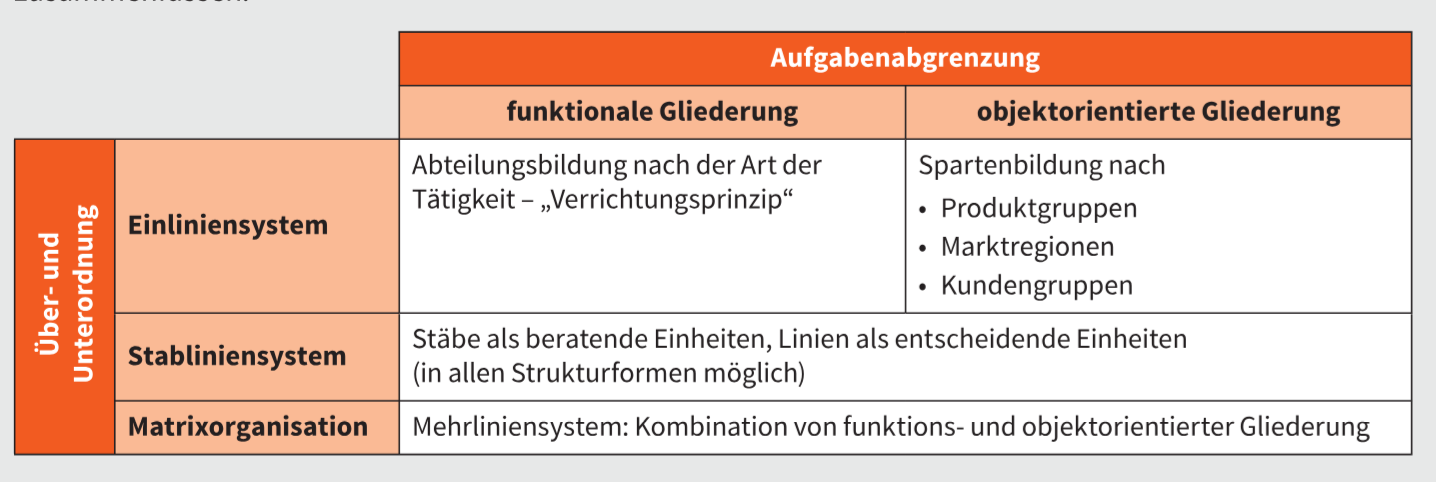 zusammenfassen.
Aufgabenabgrenzung
funktionale Gliederung
objektorientierte Gliederung
Über- und
Unterordnung
Einliniensystem
Abteilungsbildung nach der Art der
Tätigkeit – „Verrichtungsprinzip“
Spartenbildung nach
• Produktgruppen
• Marktregionen
• Kundengruppen
Stabliniensystem
Stäbe als beratende Einheiten, Linien als entscheidende Einheiten
(in allen Strukturformen möglich)
Matrixorganisation
Mehrliniensystem: Kombination von funktions- und objektorientierter Gliederung